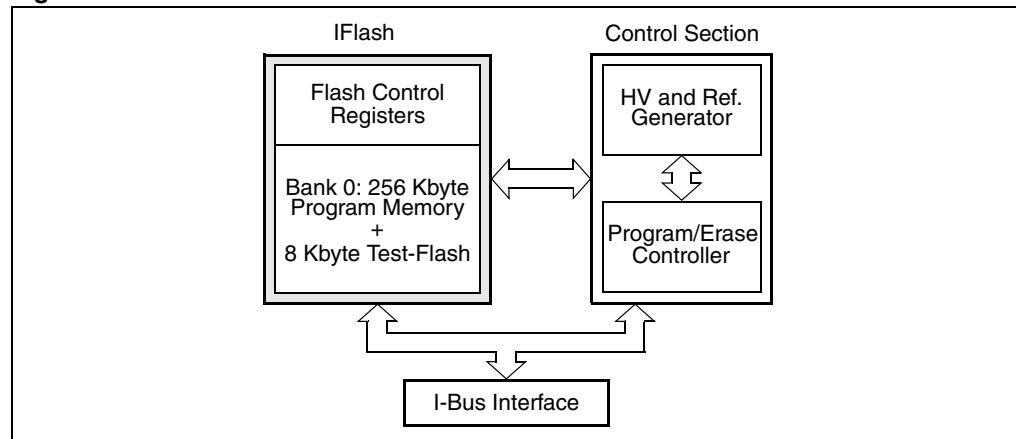 IFlash
Control Section
Flash Control
Registers
HV and Ref.
Generator
Bank 0: 256 Kbyte
Program Memory
+
8 Kbyte Test-Flash
Program/Erase
Controller
I-Bus Interface